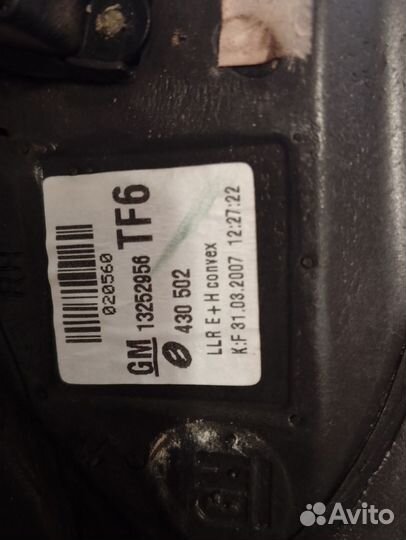 020560
GM 13252956 TF6
430 502
LLR E+H convex
K:F 31.03.2007 12:27:22
Avito